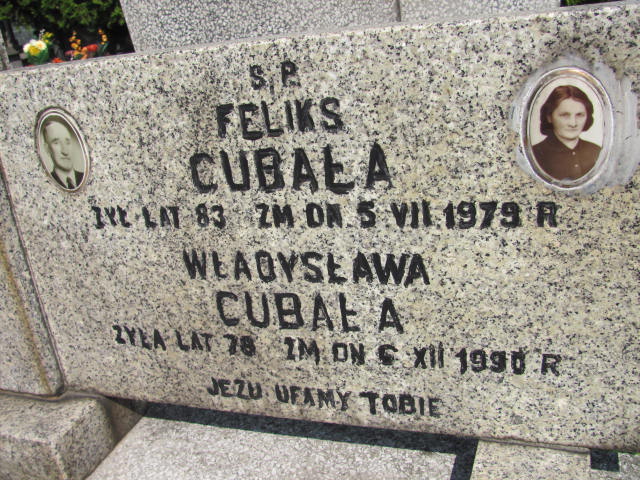 Ś.P.
FELIKS
CUBAŁA
ŻYŁ LAT 83 ZM DN 5 VII 1979 R
WŁADYSŁAWA
CUBAŁA
ŻYŁA LAT 78 ZM DN 6 XII 1990 R
JEZU UFAMY TOBIE